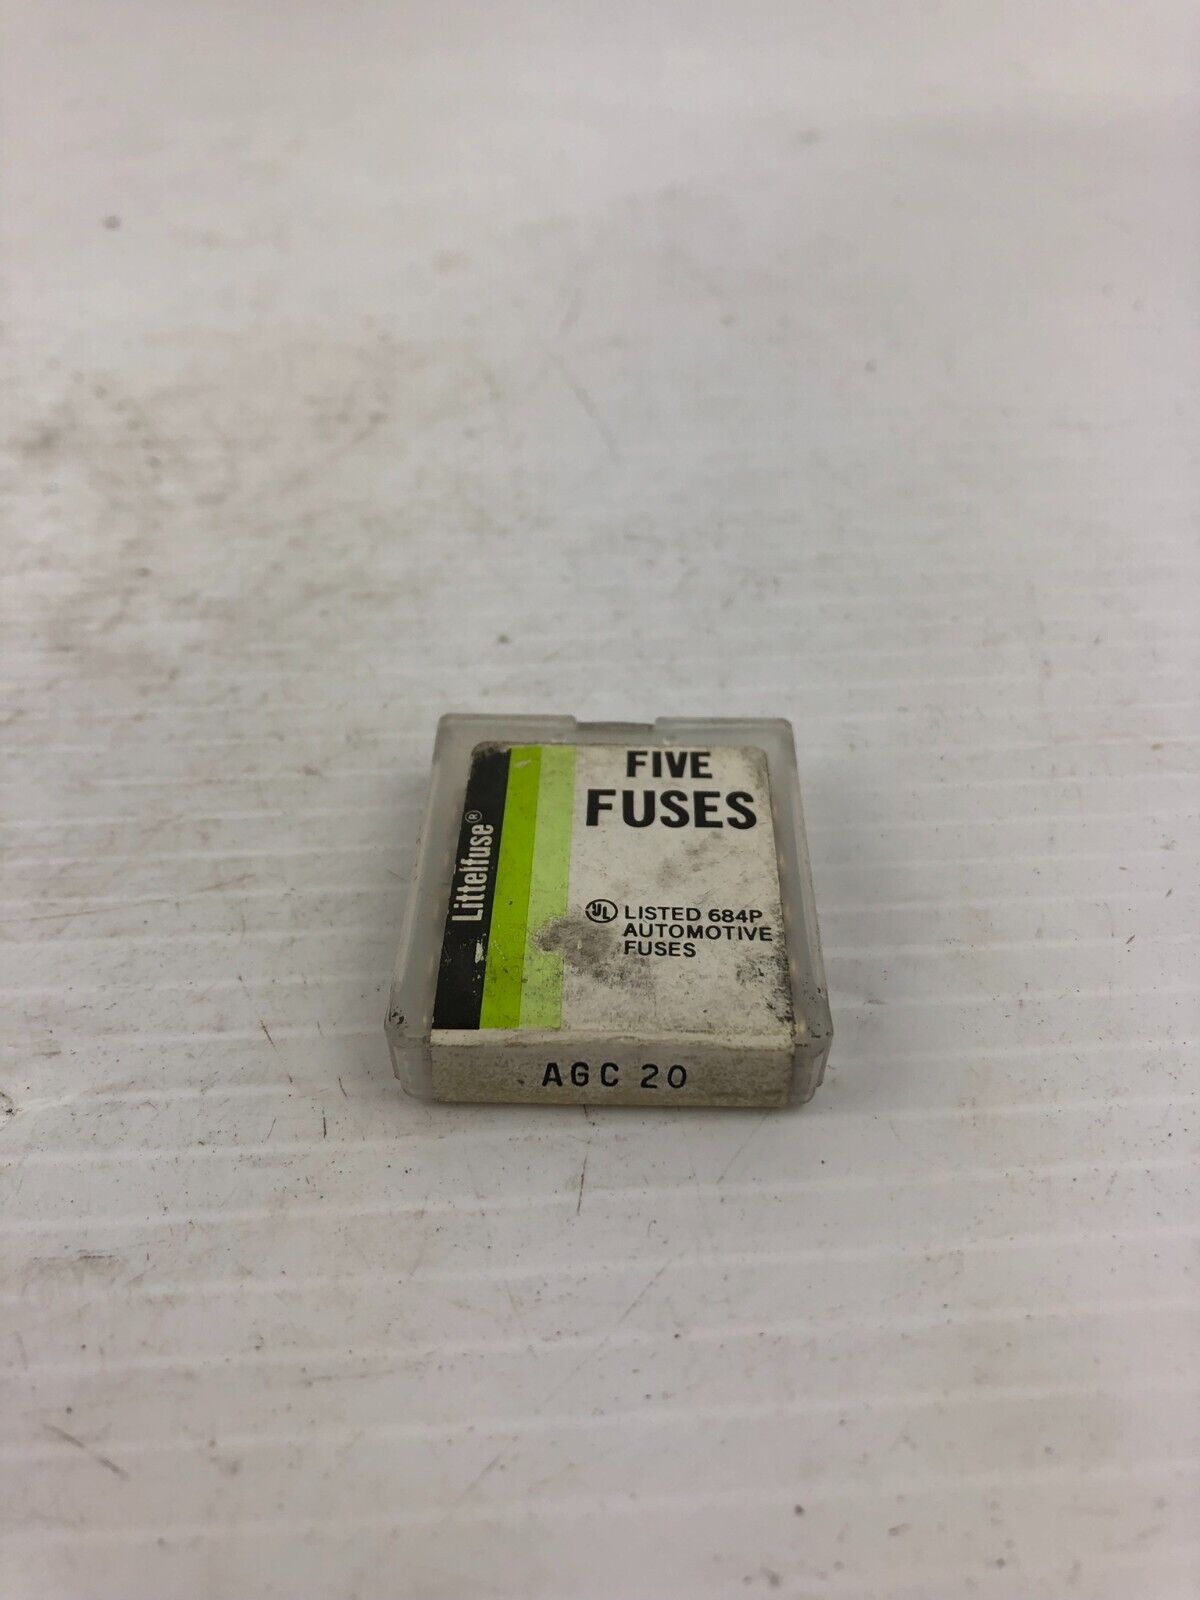 FIVE
FUSES
Littelfuse®
UL LISTED 684P
AUTOMOTIVE
FUSES
AGC 20